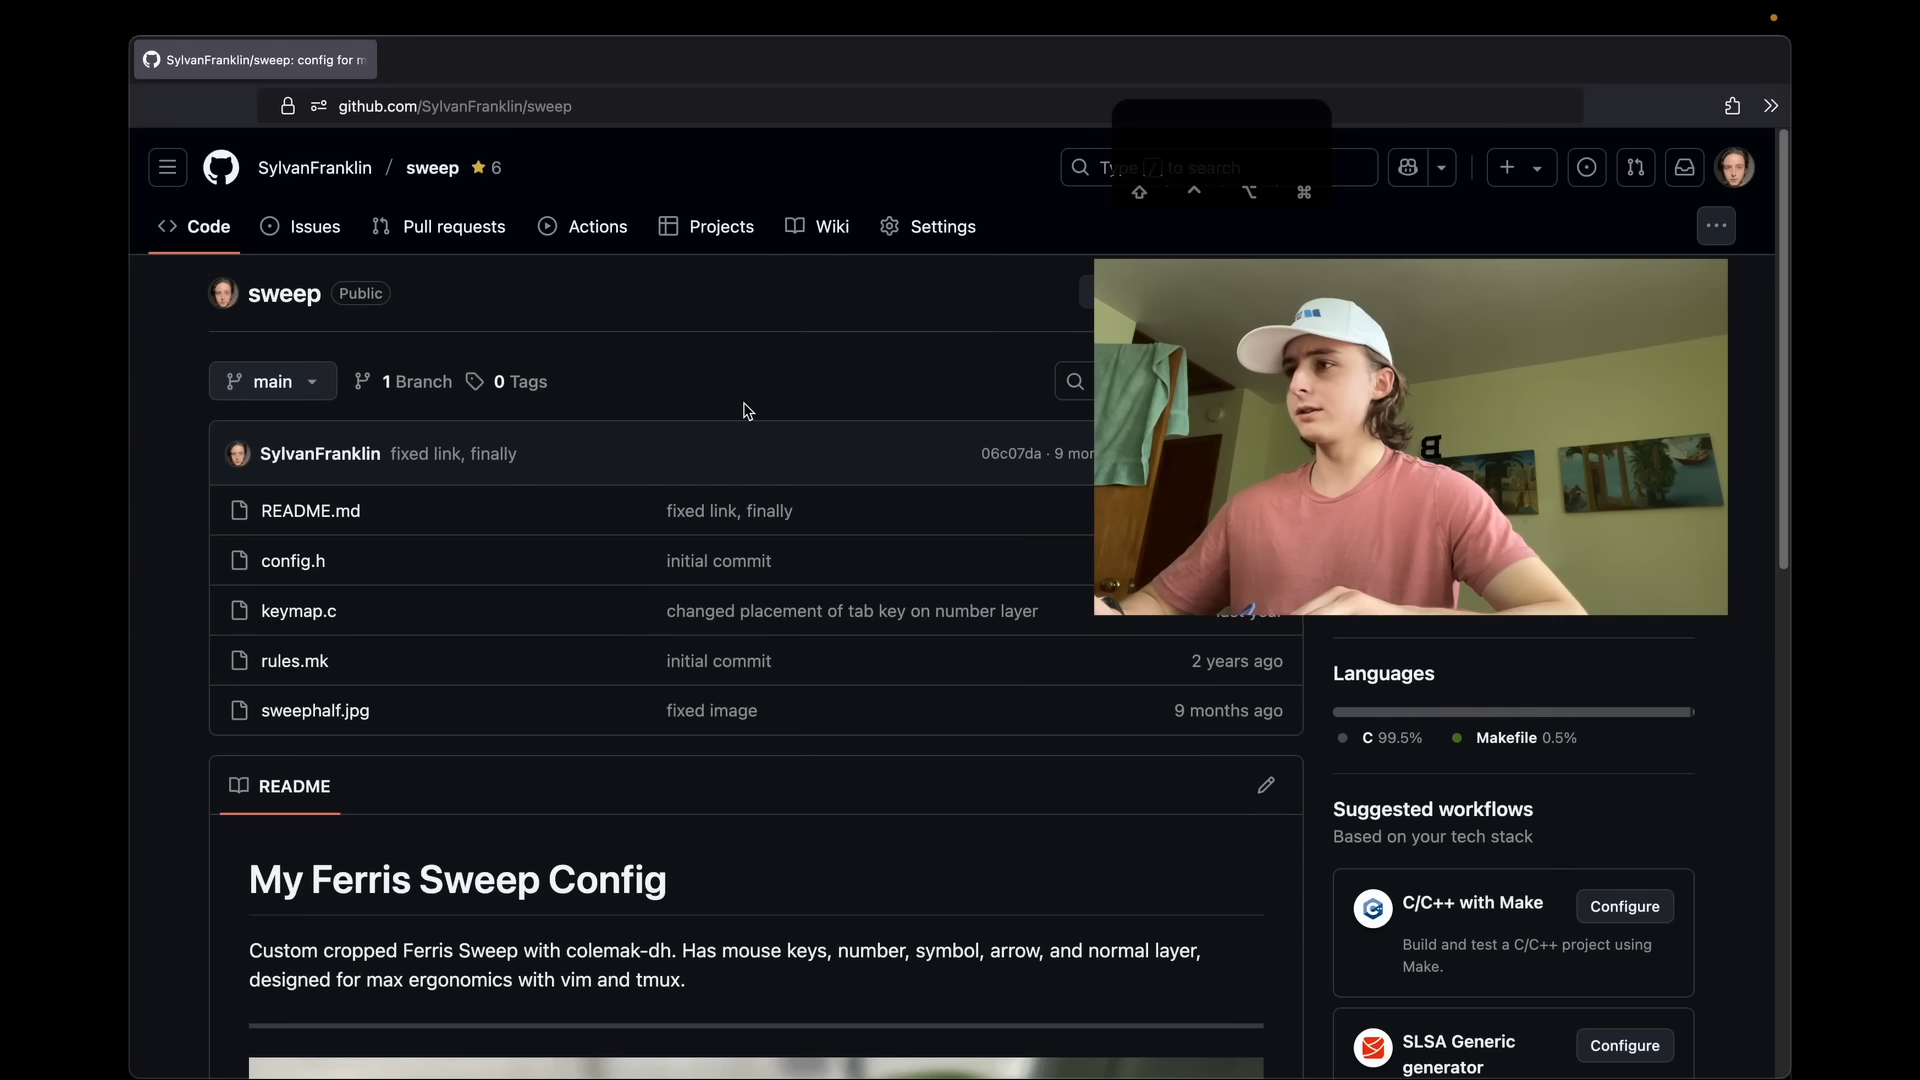 SylvanFranklin/sweep: config for m
github.com/SylvanFranklin/sweep
SylvanFranklin / sweep 6
Type / to search
Code Issues Pull requests Actions Projects Wiki Settings
sweep Public
main 1 Branch 0 Tags
SylvanFranklin fixed link, finally 06c07da · 9 mon
README.md fixed link, finally
config.h initial commit
keymap.c changed placement of tab key on number layer last year
rules.mk initial commit 2 years ago
sweephalf.jpg fixed image 9 months ago
README
My Ferris Sweep Config
Custom cropped Ferris Sweep with colemak-dh. Has mouse keys, number, symbol, arrow, and normal layer,
designed for max ergonomics with vim and tmux.
Languages
C 99.5% Makefile 0.5%
Suggested workflows
Based on your tech stack
C/C++ with Make Configure
Build and test a C/C++ project using
Make.
SLSA Generic
generator
Configure